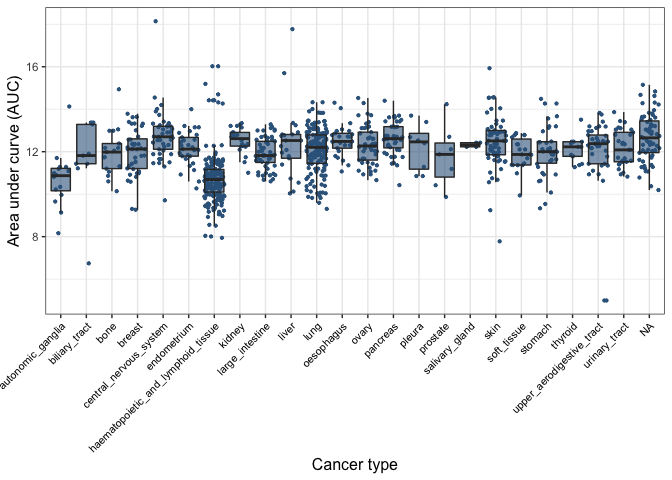 Area under curve (AUC)
16
12
8
autonomic_ganglia
biliary_tract
bone
breast
central_nervous_system
endometrium
haematopoietic_and_lymphoid_tissue
kidney
large_intestine
liver
lung
oesophagus
ovary
pancreas
pleura
prostate
salivary_gland
skin
soft_tissue
stomach
thyroid
upper_aerodigestive_tract
urinary_tract
NA
Cancer type